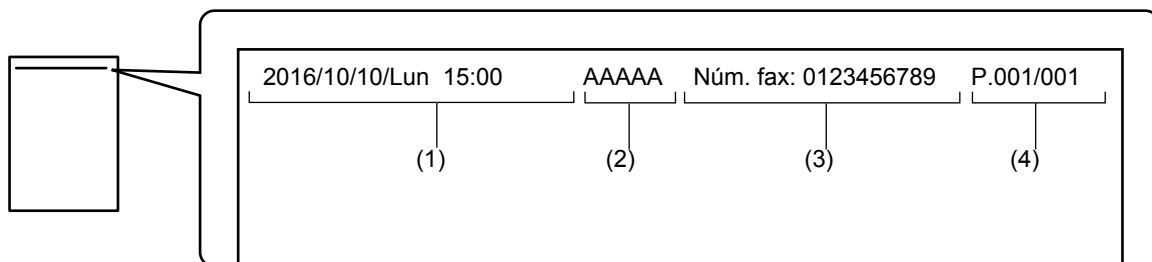 2016/10/10/Lun 15:00 AAAAA Núm. fax: 0123456789 P.001/001
(1) (2) (3) (4)